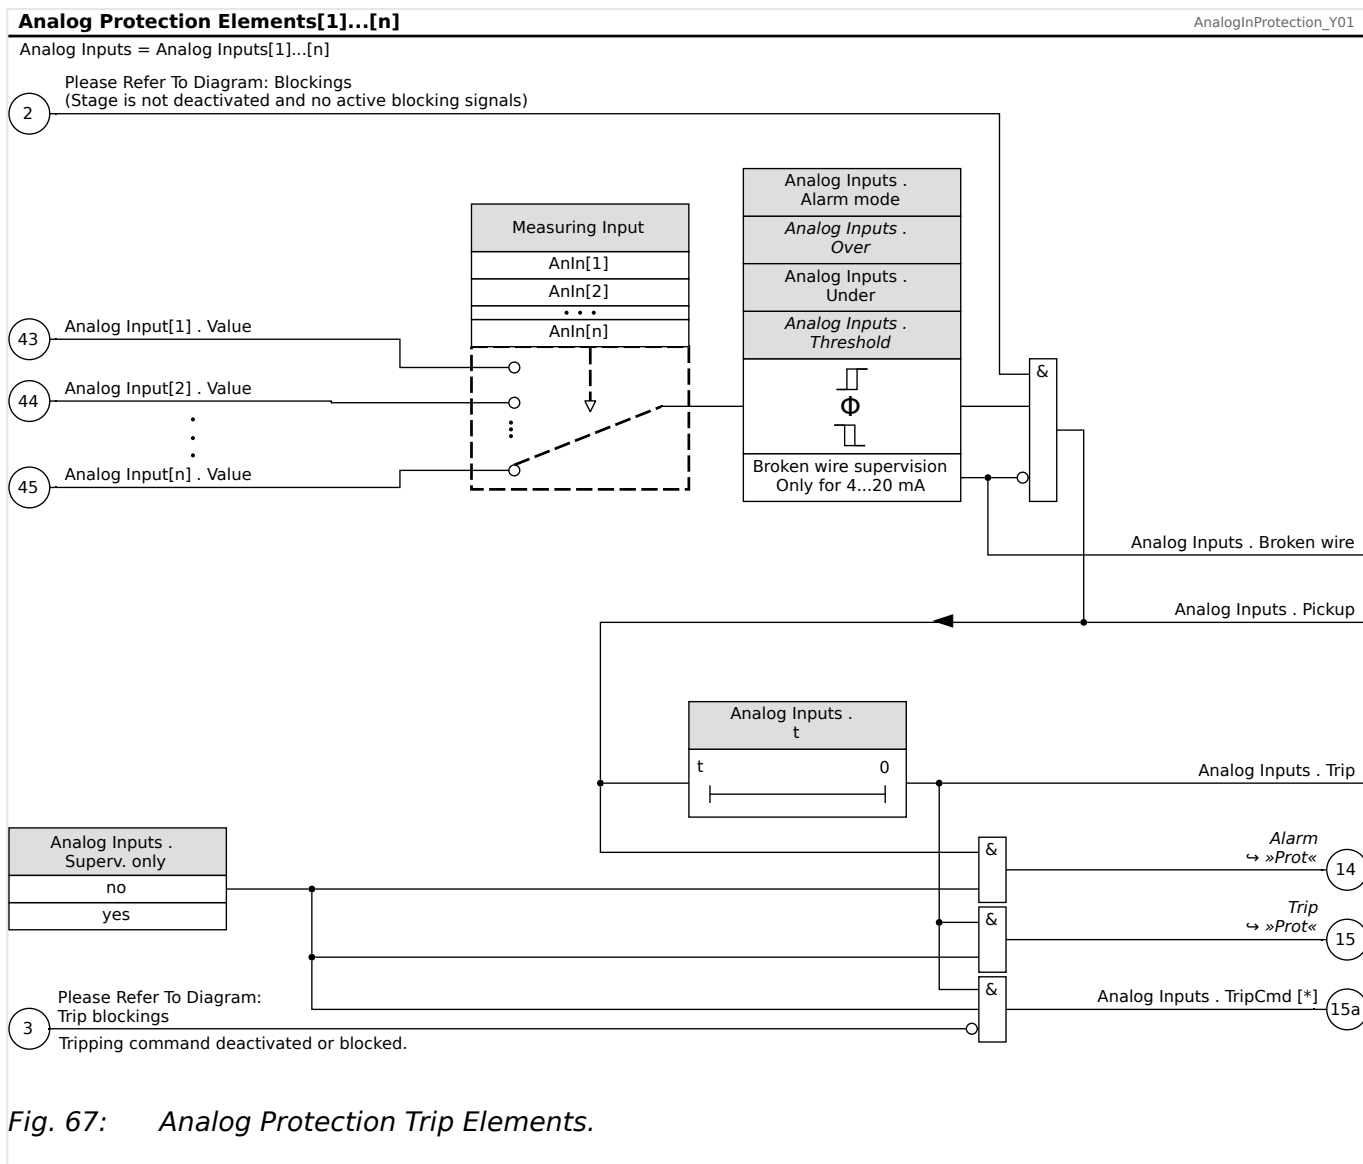 Analog Protection Elements[1]...[n]
AnalogInProtection_Y01
Analog Inputs = Analog Inputs[1]...[n]
Please Refer To Diagram: Blockings
(Stage is not deactivated and no active blocking signals)
2
Analog Inputs .
Alarm mode
Analog Inputs .
Over
Analog Inputs .
Under
Analog Inputs .
Threshold
Φ
Broken wire supervision
Only for 4...20 mA
Measuring Input
AnIn[1]
AnIn[2]
• • •
AnIn[n]
43
Analog Input[1] . Value
44
Analog Input[2] . Value
45
Analog Input[n] . Value
&
Analog Inputs . Broken wire
Analog Inputs . Pickup
Analog Inputs .
t
t 0
Analog Inputs . Trip
Analog Inputs .
Superv. only
no
yes
&
Alarm
↪ »Prot«
14
&
Trip
↪ »Prot«
15
&
Analog Inputs . TripCmd [*]
15a
Please Refer To Diagram:
Trip blockings
3
Tripping command deactivated or blocked.
Fig. 67: Analog Protection Trip Elements.